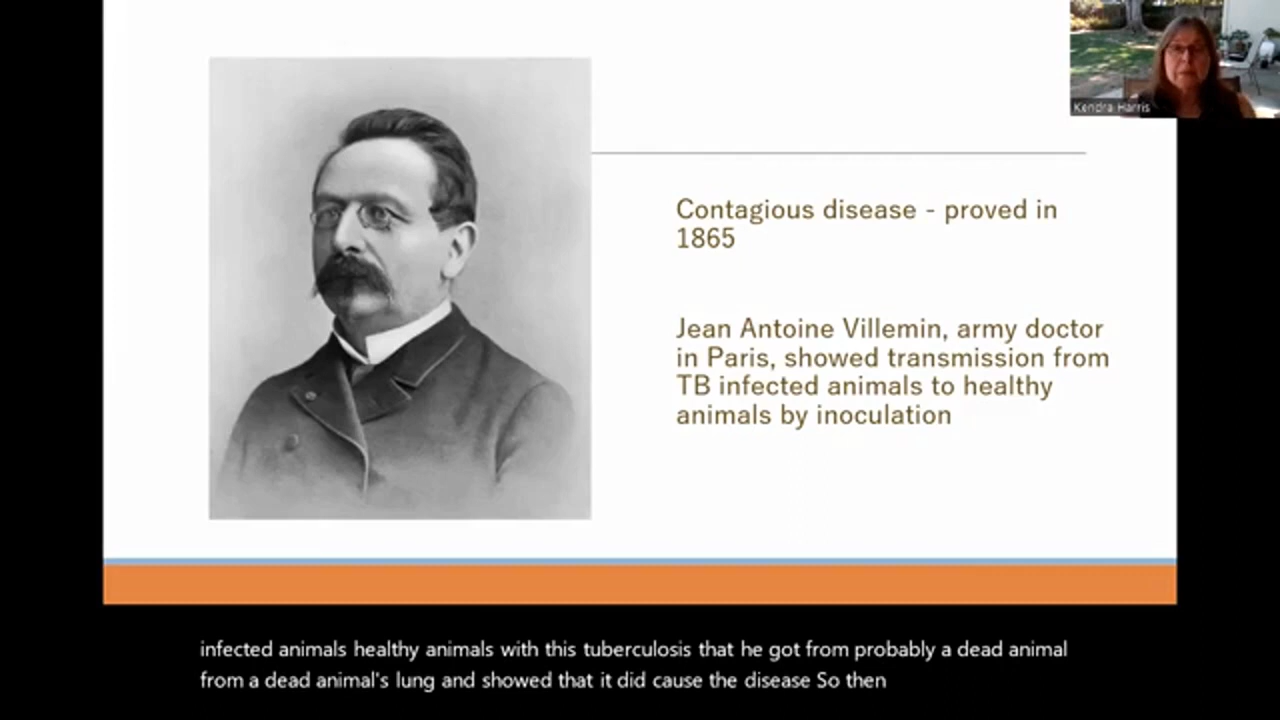 Kendra Harris
Contagious disease - proved in
1865
Jean Antoine Villemin, army doctor
in Paris, showed transmission from
TB infected animals to healthy
animals by inoculation
infected animals healthy animals with this tuberculosis that he got from probably a dead animal
from a dead animal's lung and showed that it did cause the disease So then